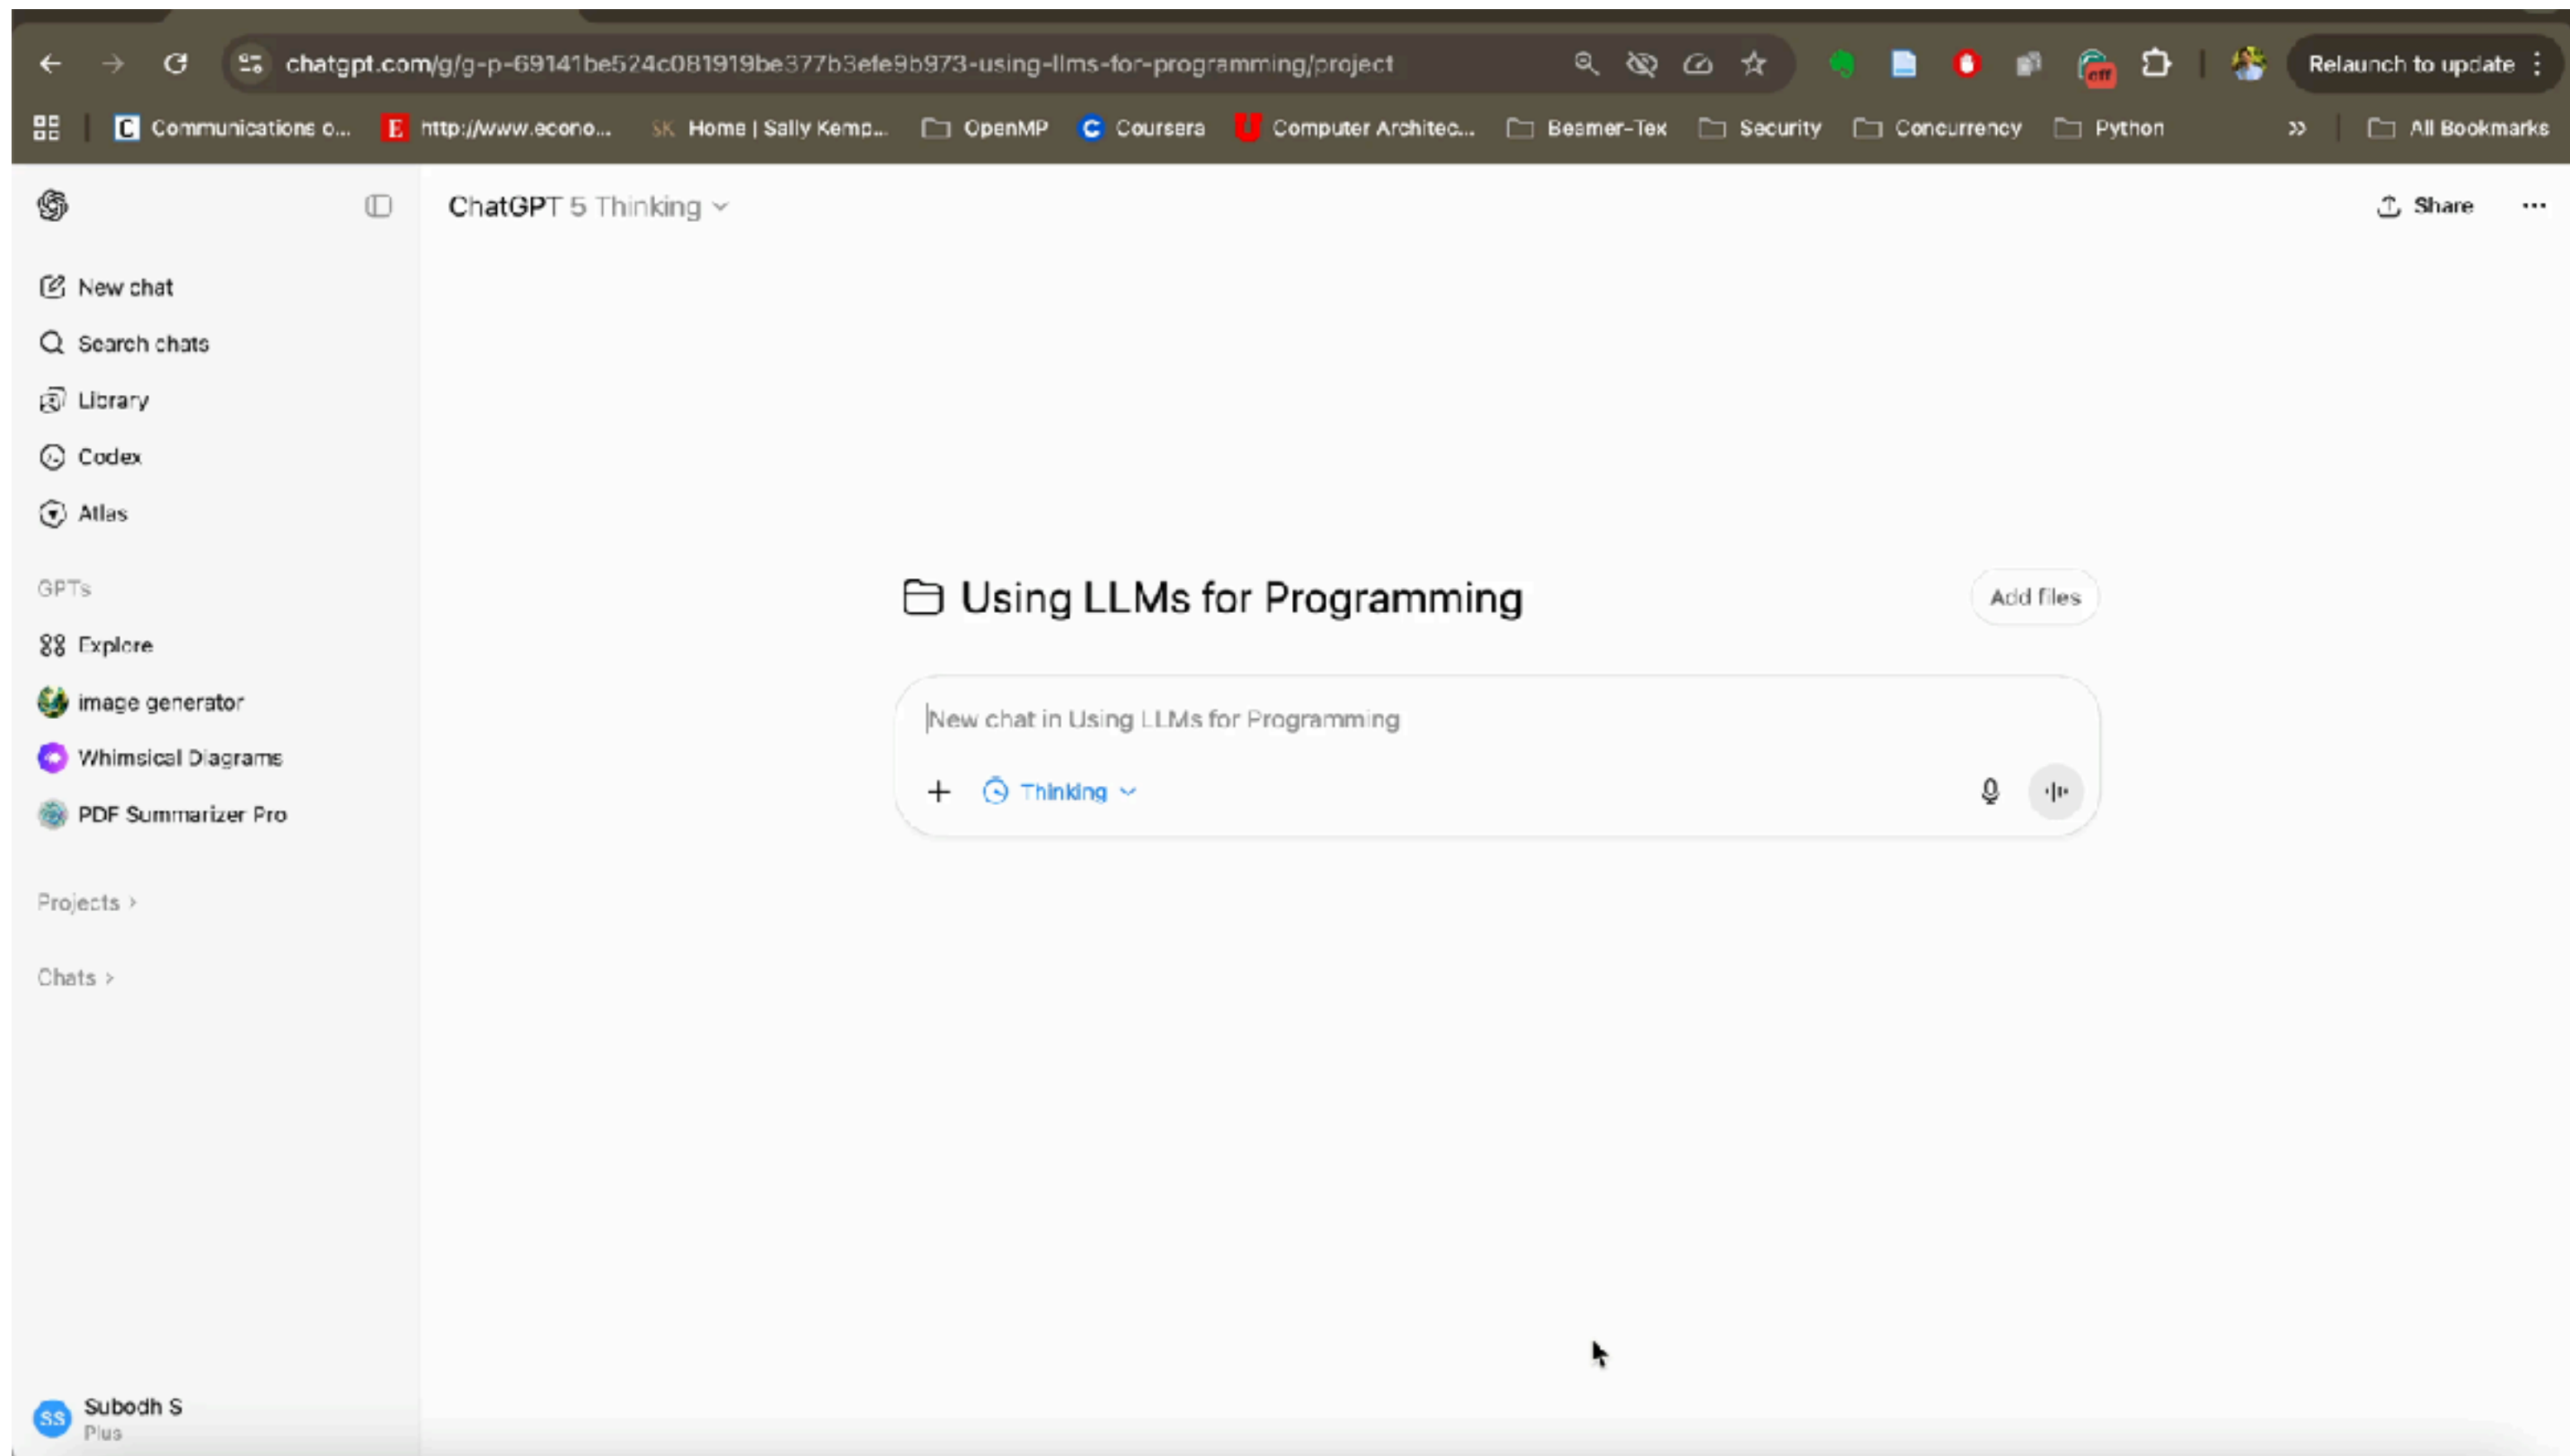 chatgpt.com/g/g-p-69141be524c081919be377b3efe9b973-using-llms-for-programming/project
off
Relaunch to update
C Communications o...
E http://www.econo...
SK Home | Sally Kemp...
OpenMP
C Coursera
U Computer Architec...
Beamer-Tex
Security
Concurrency
Python
All Bookmarks
ChatGPT 5 Thinking
Share
New chat
Search chats
Library
Codex
Atlas
GPTs
Explore
image generator
Whimsical Diagrams
PDF Summarizer Pro
Projects
Chats
Using LLMs for Programming
Add files
New chat in Using LLMs for Programming
Thinking
SS
Subodh S
Plus